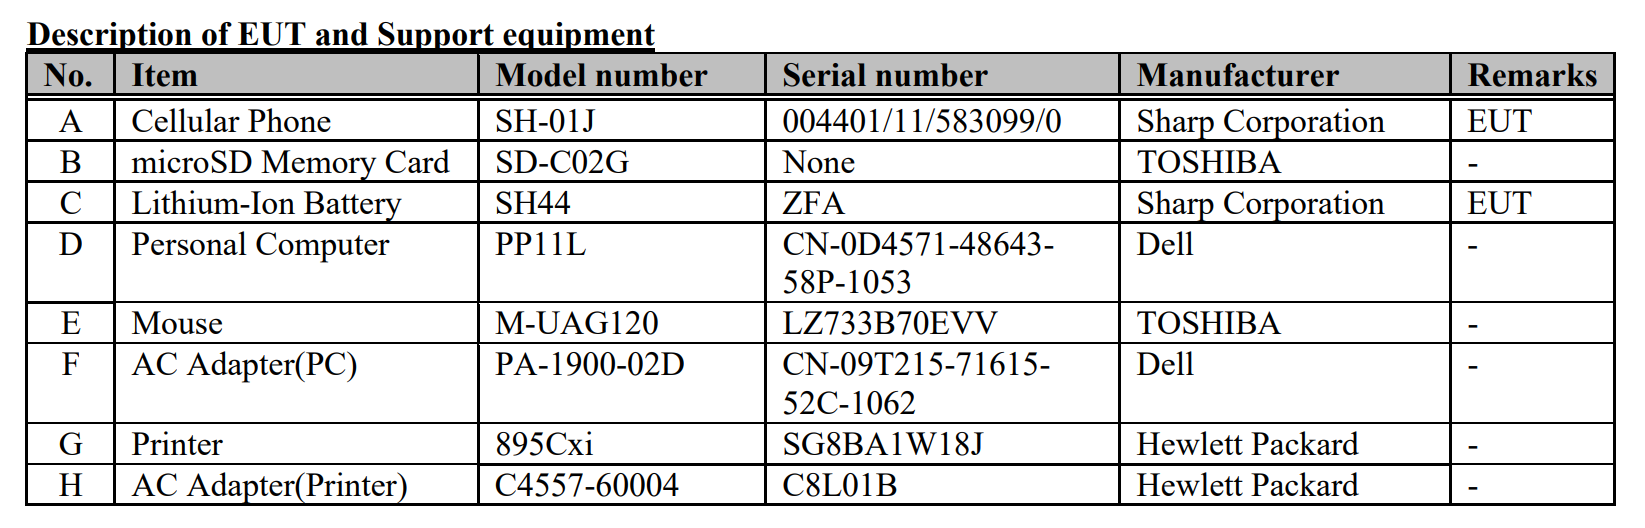 Description of EUT and Support equipment
No. Item Model number Serial number Manufacturer Remarks
A Cellular Phone SH-01J 004401/11/583099/0 Sharp Corporation EUT
B microSD Memory Card SD-C02G None TOSHIBA -
C Lithium-Ion Battery SH44 ZFA Sharp Corporation EUT
D Personal Computer PP11L CN-0D4571-48643- Dell -
58P-1053
E Mouse M-UAG120 LZ733B70EVV TOSHIBA -
F AC Adapter(PC) PA-1900-02D CN-09T215-71615- Dell -
52C-1062
G Printer 895Cxi SG8BA1W18J Hewlett Packard -
H AC Adapter(Printer) C4557-60004 C8L01B Hewlett Packard -